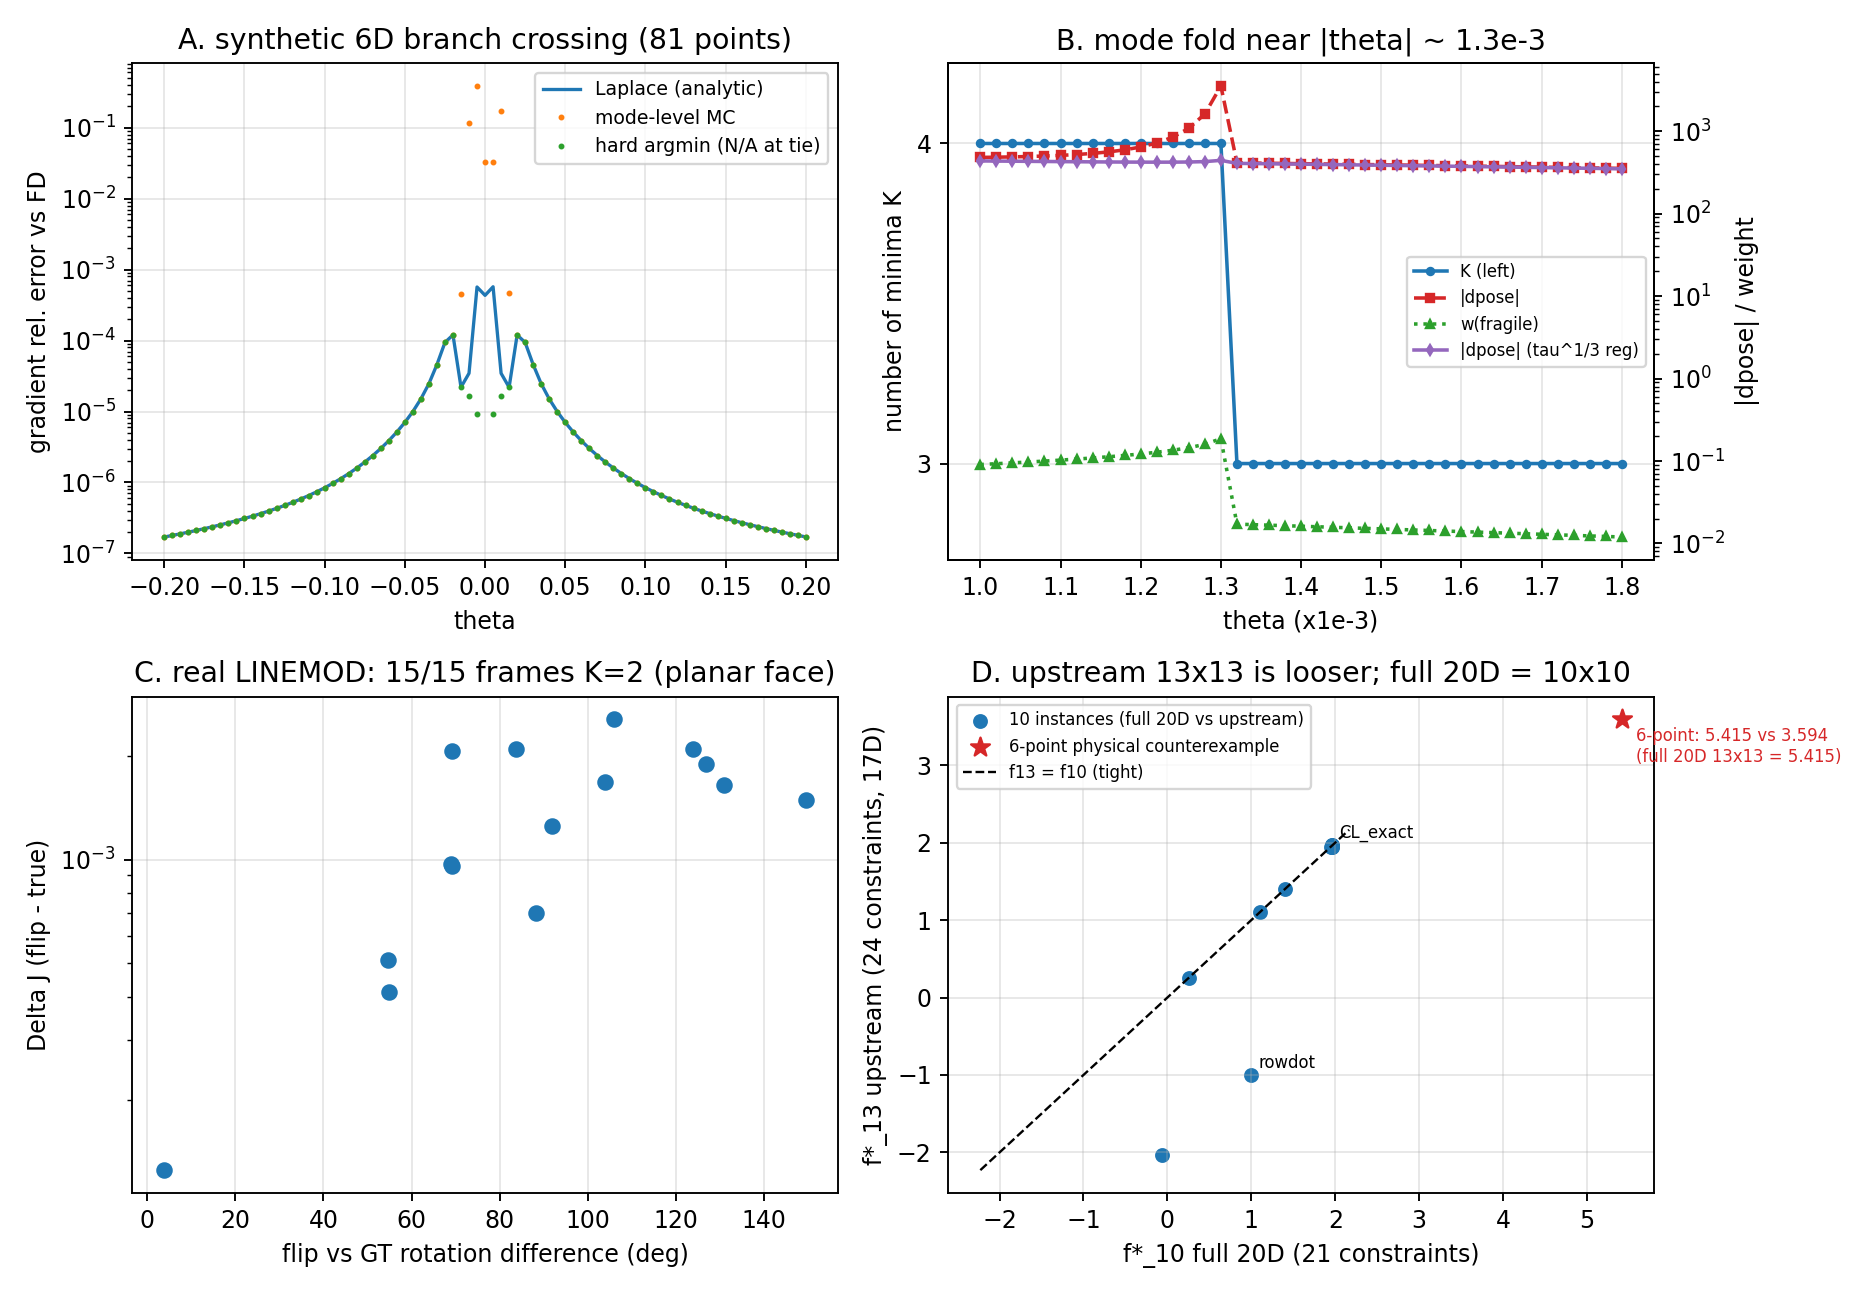 A. synthetic 6D branch crossing (81 points)
gradient rel. error vs FD
10⁻¹
10⁻²
10⁻³
10⁻⁴
10⁻⁵
10⁻⁶
10⁻⁷
Laplace (analytic)
mode-level MC
hard argmin (N/A at tie)
−0.20 −0.15 −0.10 −0.05 0.00 0.05 0.10 0.15 0.20
theta
B. mode fold near |theta| ~ 1.3e-3
number of minima K
4
3
K (left)
|dpose|
w(fragile)
|dpose| (tau^1/3 reg)
10³
10²
10¹
10⁰
10⁻¹
10⁻²
|dpose| / weight
1.0 1.1 1.2 1.3 1.4 1.5 1.6 1.7 1.8
theta (x1e-3)
C. real LINEMOD: 15/15 frames K=2 (planar face)
Delta J (flip - true)
10⁻³
0 20 40 60 80 100 120 140
flip vs GT rotation difference (deg)
D. upstream 13x13 is looser; full 20D = 10x10
f*_13 upstream (24 constraints, 17D)
3
2
1
0
−1
−2
10 instances (full 20D vs upstream)
6-point physical counterexample
f13 = f10 (tight)
6-point: 5.415 vs 3.594
(full 20D 13x13 = 5.415)
CL_exact
rowdot
−2 −1 0 1 2 3 4 5
f*_10 full 20D (21 constraints)